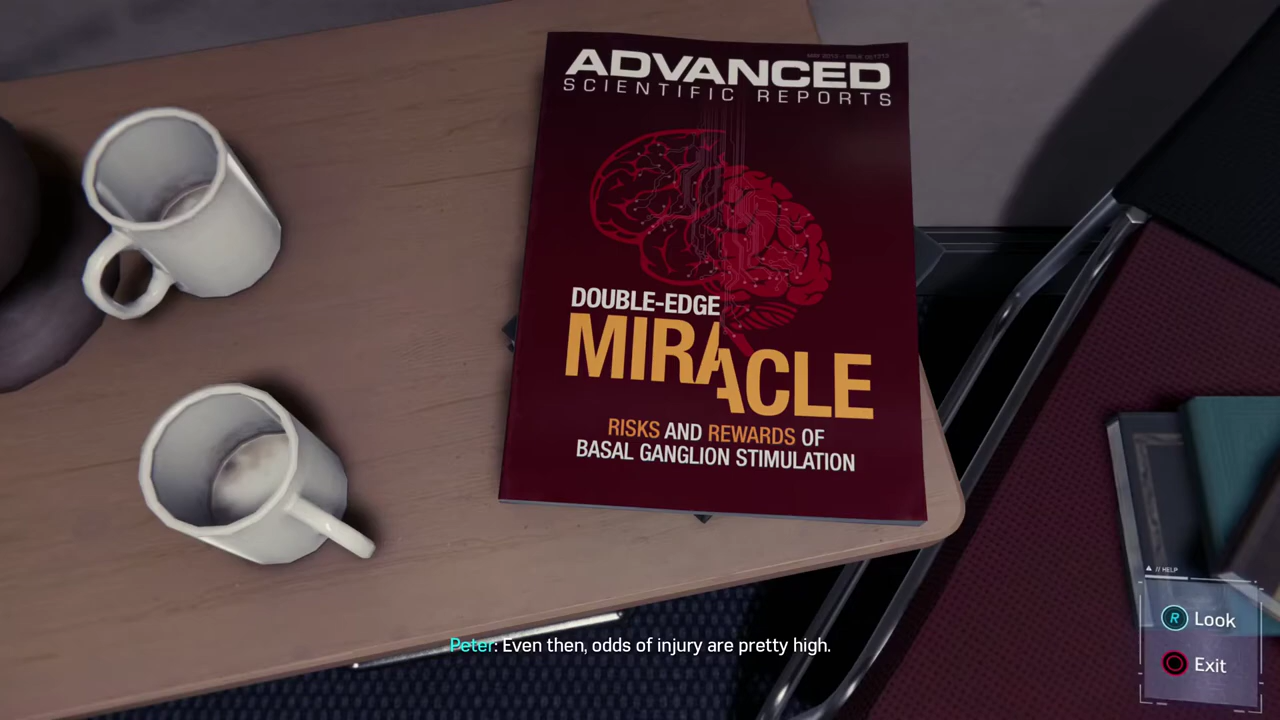 ADVANCED
SCIENTIFIC REPORTS
DOUBLE-EDGE
MIRACLE
RISKS AND REWARDS OF
BASAL GANGLION STIMULATION
// HELP
R Look
Exit
Peter: Even then, odds of injury are pretty high.